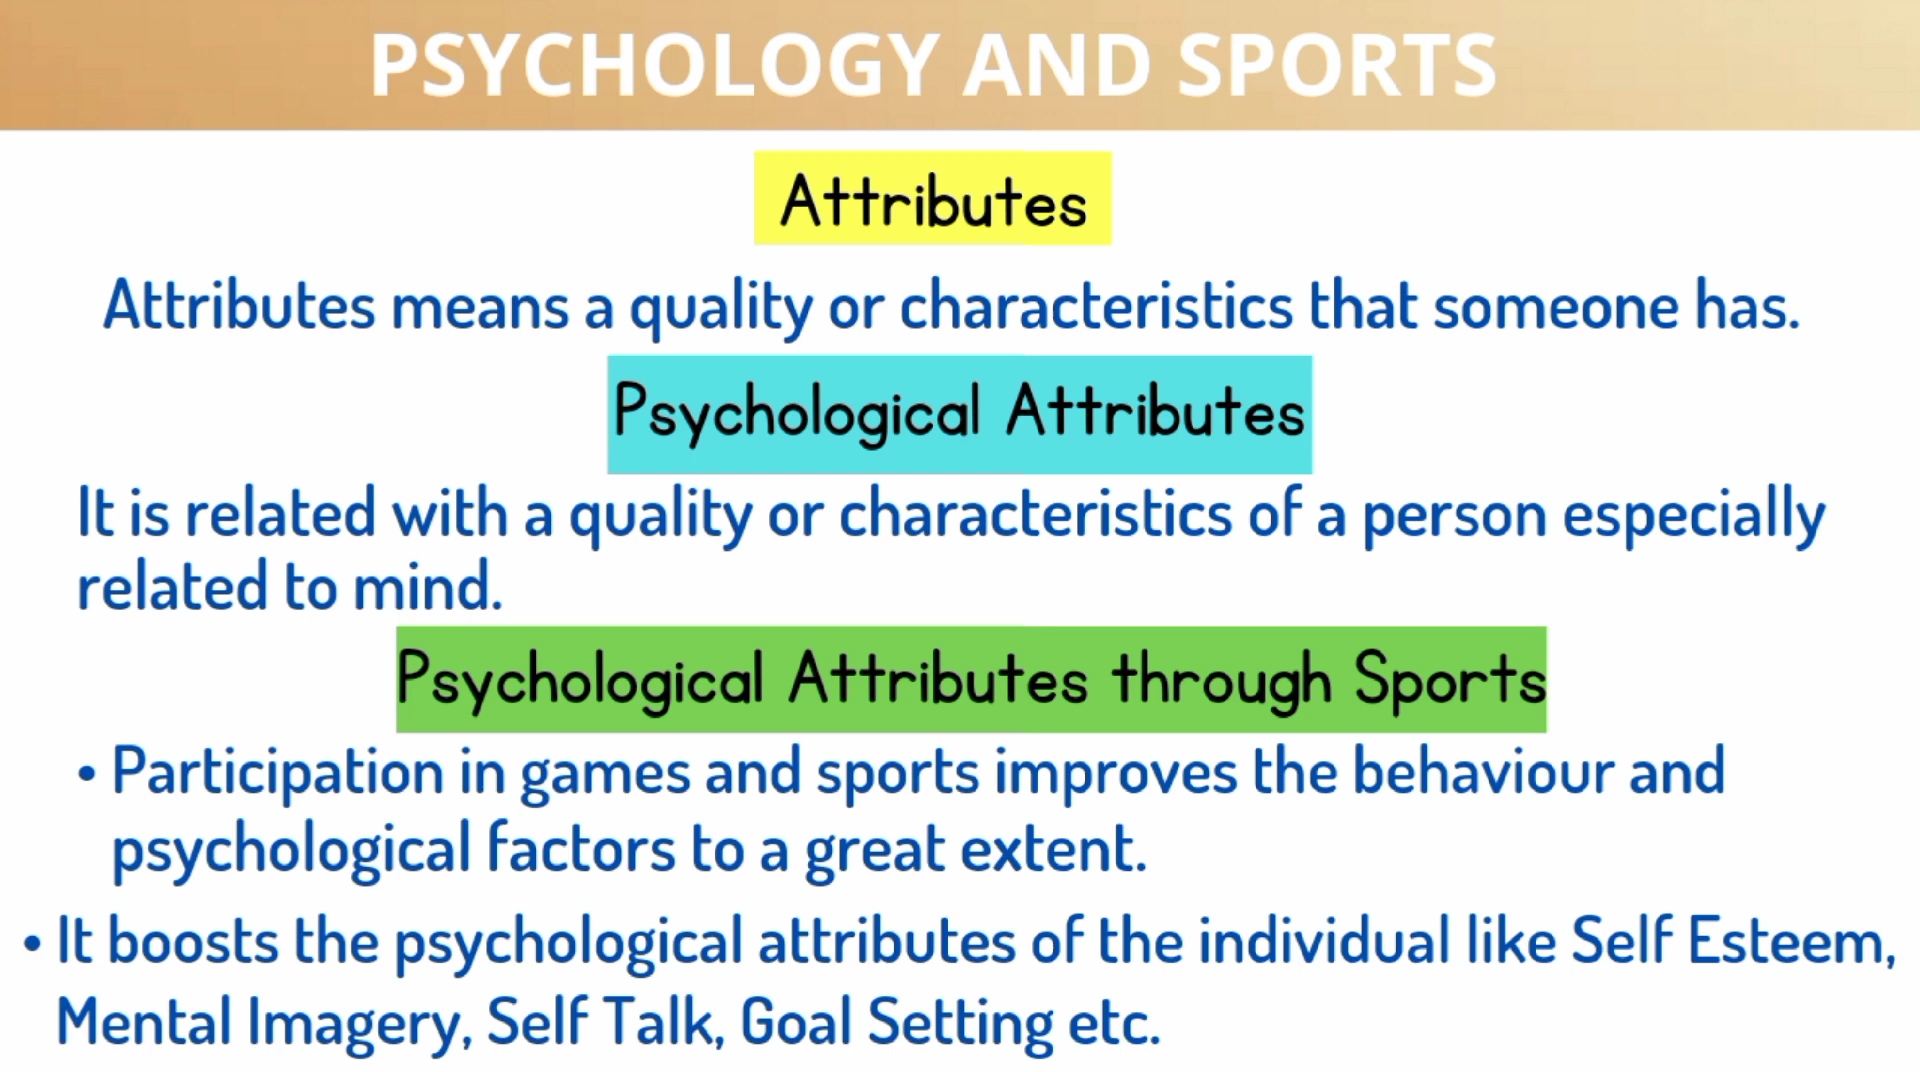 PSYCHOLOGY AND SPORTS
Attributes
Attributes means a quality or characteristics that someone has.
Psychological Attributes
It is related with a quality or characteristics of a person especially
related to mind.
Psychological Attributes through Sports
• Participation in games and sports improves the behaviour and
psychological factors to a great extent.
• It boosts the psychological attributes of the individual like Self Esteem,
Mental Imagery, Self Talk, Goal Setting etc.